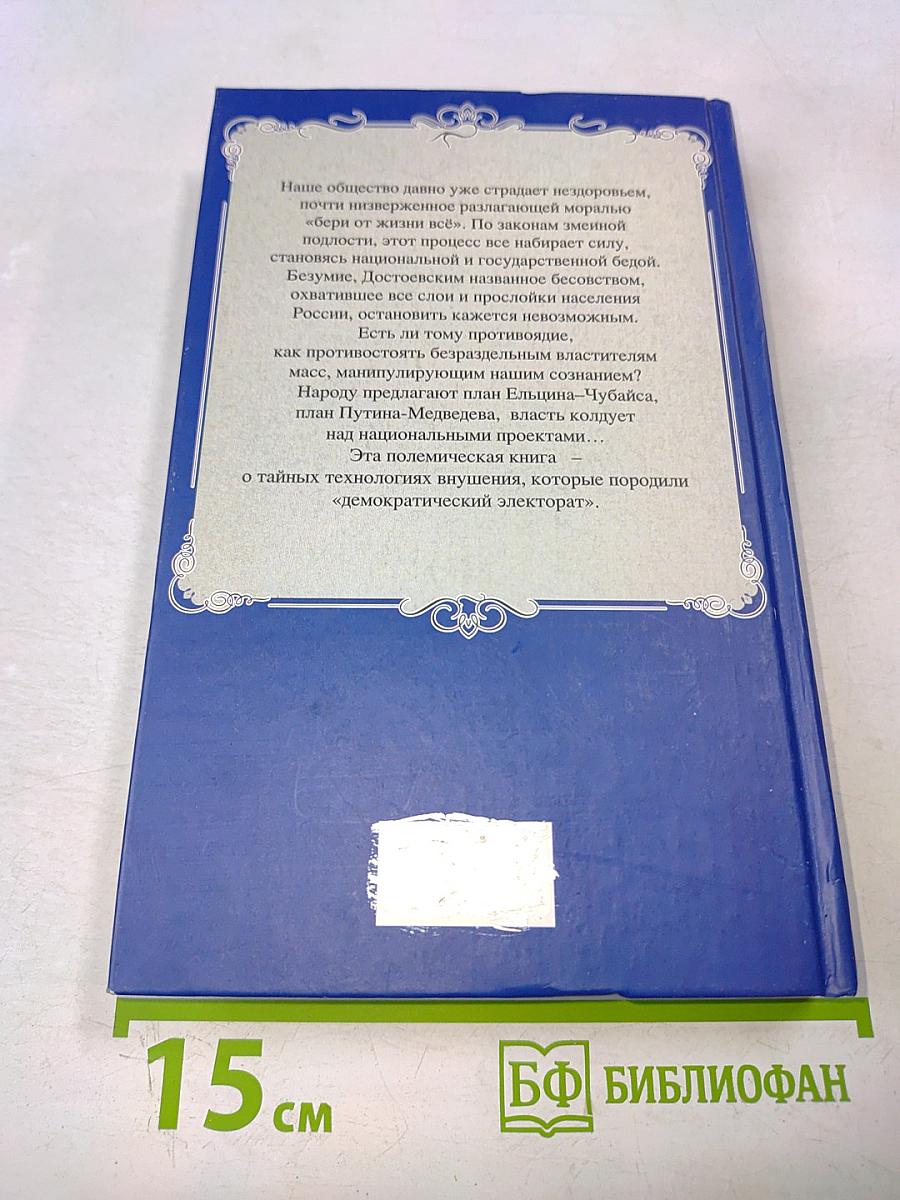 Наше общество давно уже страдает нездоровьем,
почти низверженное разлагающей моралью
«бери от жизни всё». По законам змеиной
подлости, этот процесс все набирает силу,
становясь национальной и государственной бедой.
Безумие, Достоевским названное бесовством,
охватившее все слои и прослойки населения
России, остановить кажется невозможным.
Есть ли тому противоядие,
как противостоять безраздельным властителям
масс, манипулирующим нашим сознанием?
Народу предлагают план Ельцина–Чубайса,
план Путина-Медведева, власть колдует
над национальными проектами…
Эта полемическая книга –
о тайных технологиях внушения, которые породили
«демократический электорат».
15 см
БФ БИБ�лИОФАН